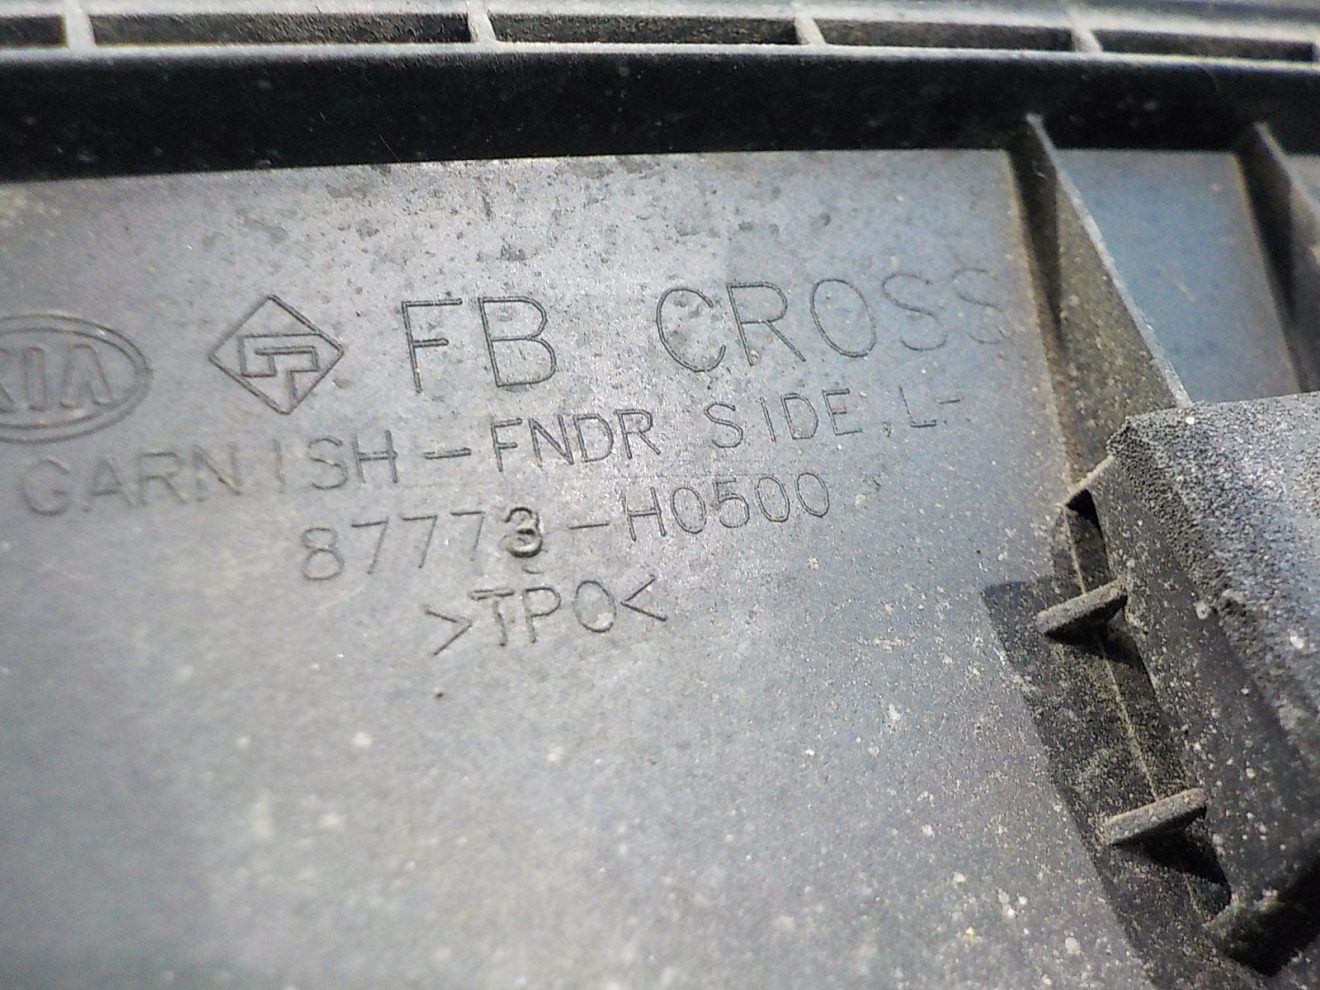 KIA FB CROSS
GARNISH-FNDR SIDE,L-
87773-H0500
>TPO<